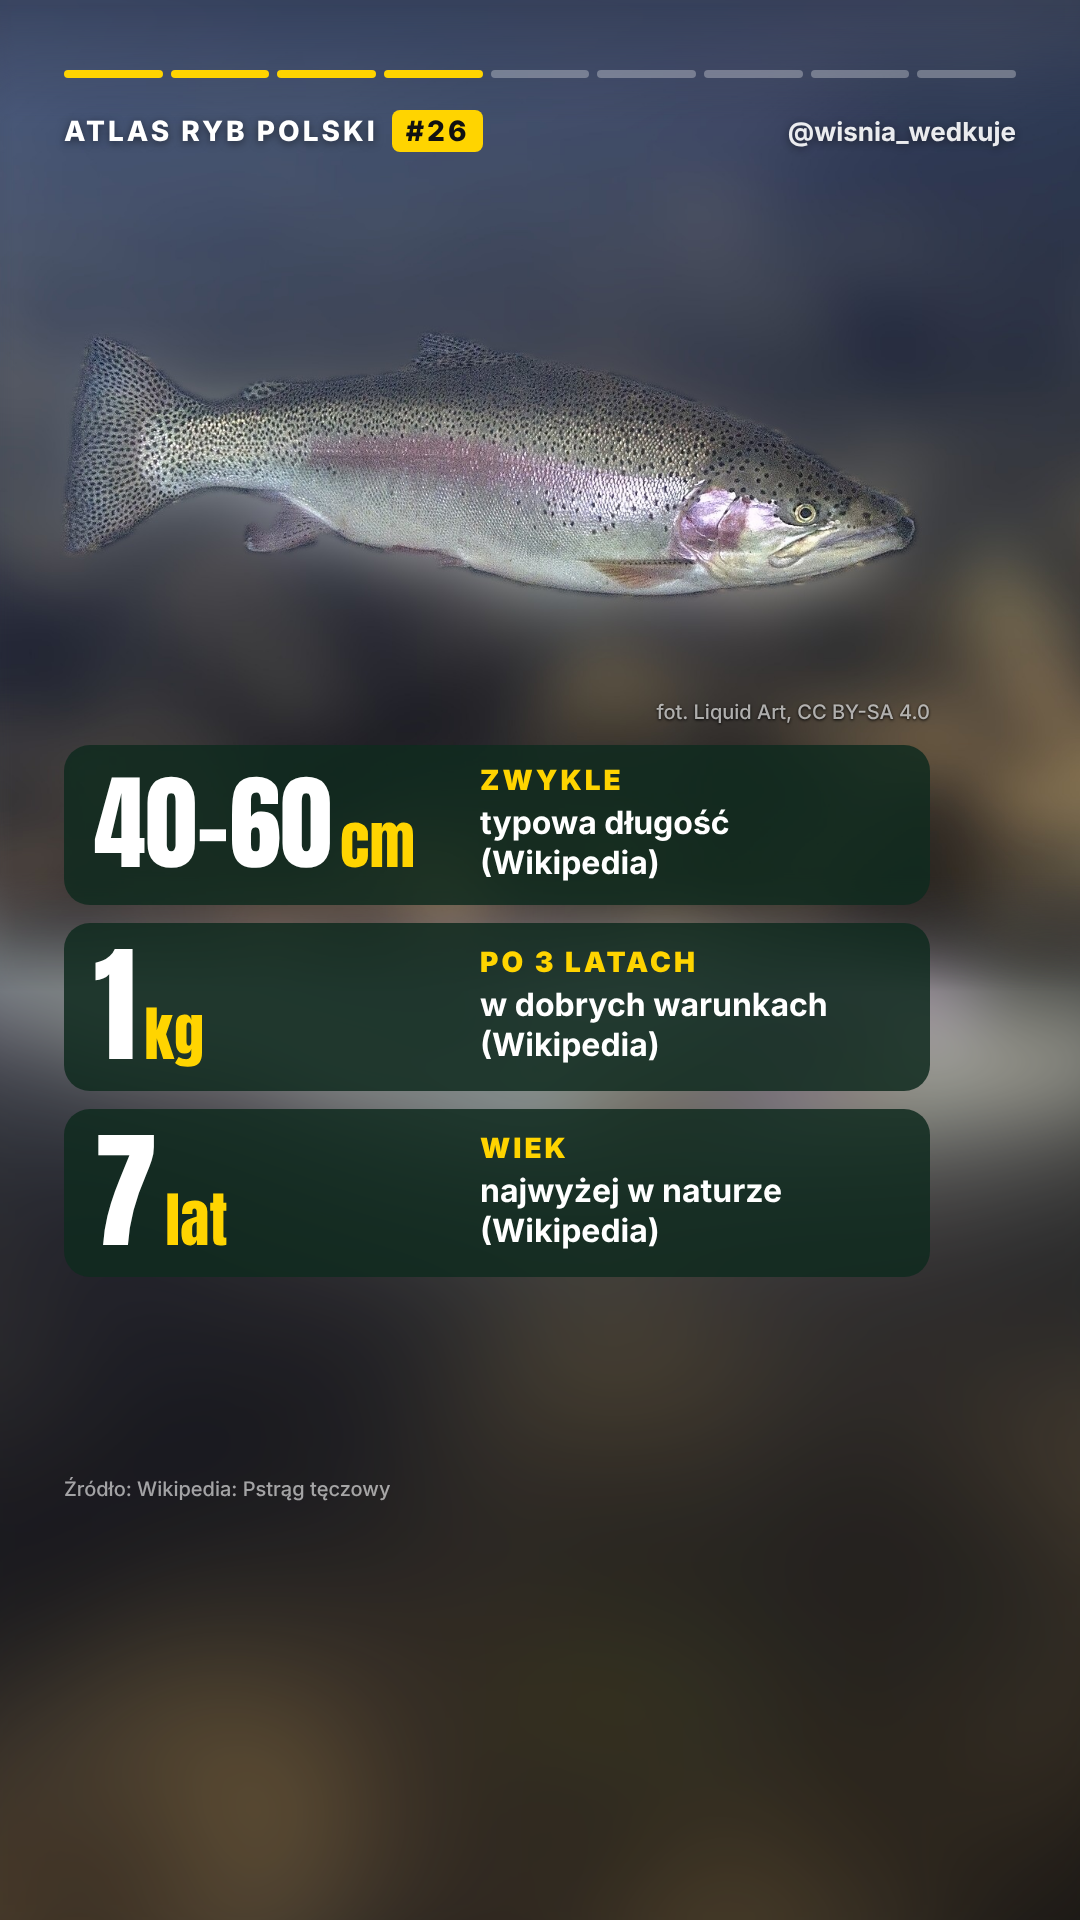 ATLAS RYB POLSKI #26 @wisnia_wedkuje
fot. Liquid Art, CC BY-SA 4.0
40-60 cm
ZWYKLE
typowa długość
(Wikipedia)
1 kg
PO 3 LATACH
w dobrych warunkach
(Wikipedia)
7 lat
WIEK
najwyżej w naturze
(Wikipedia)
Źródło: Wikipedia: Pstrąg tęczowy